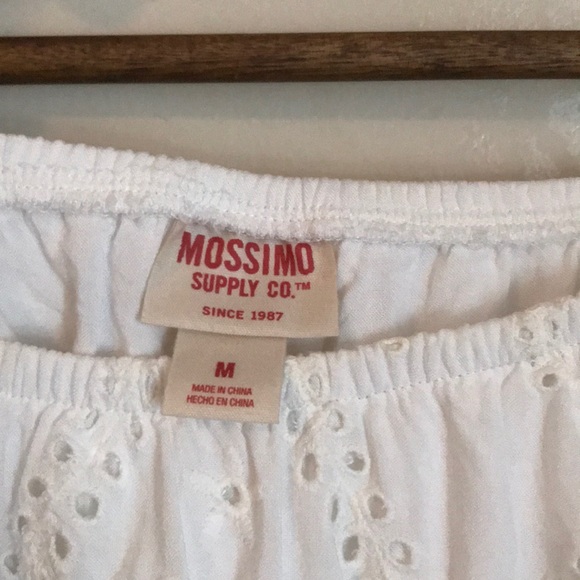 MOSSIMO
SUPPLY CO.™
SINCE 1987
M
MADE IN CHINA
HECHO EN CHINA